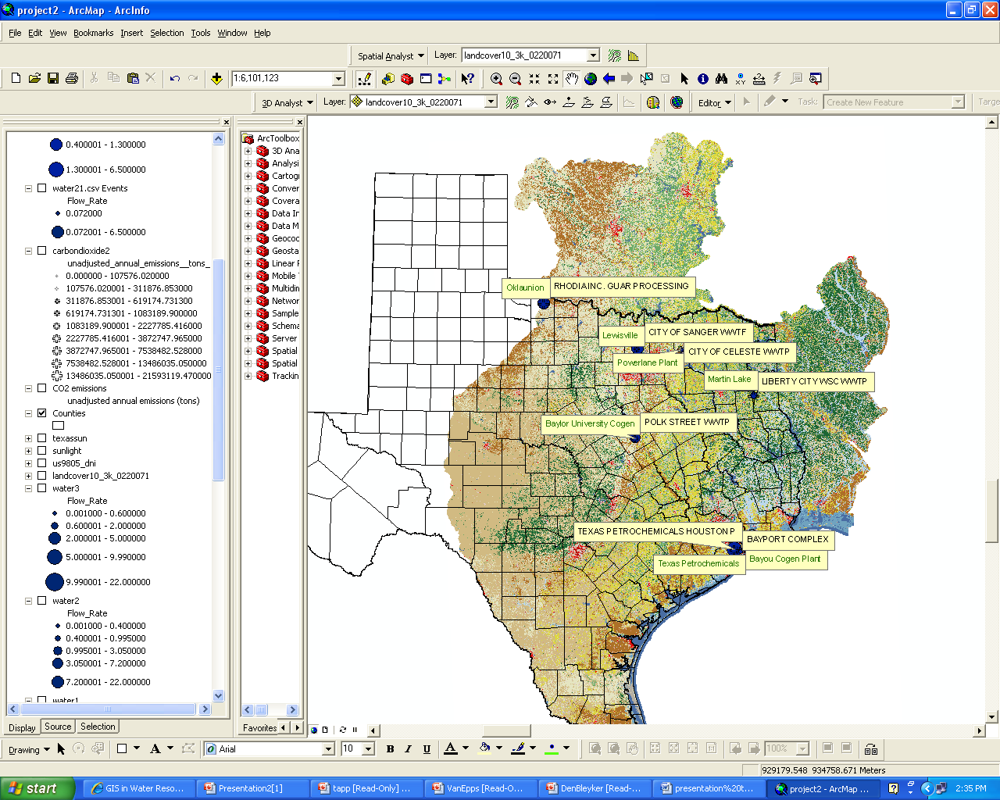 project2 - ArcMap - ArcInfo
File Edit View Bookmarks Insert Selection Tools Window Help
Spatial Analyst Layer: landcover10_3k_0220071
1:6,101,123
3D Analyst Layer: landcover10_3k_0220071 Editor Task: Create New Feature Targe
0.400001 - 1.300000
1.300001 - 6.500000
water21.csv Events
Flow_Rate
0.072000
0.072001 - 6.500000
carbondioxide2
unadjusted_annual_emissions__tons_
0.000000 - 107576.020000
107576.020001 - 311876.853000
311876.853001 - 619174.731300
619174.731301 - 1083189.900000
1083189.900001 - 2227785.416000
2227785.416001 - 3872747.965000
3872747.965001 - 7538482.528000
7538482.528001 - 13486035.050000
13486035.050001 - 21593119.470000
CO2 emissions
unadjusted annual emissions (tons)
Counties
texassun
sunlight
us9805_dni
landcover10_3k_0220071
water3
Flow_Rate
0.001000 - 0.600000
0.600001 - 2.000000
2.000001 - 5.000000
5.000001 - 9.990000
9.990001 - 22.000000
water2
Flow_Rate
0.001000 - 0.400000
0.400001 - 0.995000
0.995001 - 3.050000
3.050001 - 7.200000
7.200001 - 22.000000
water1
Display Source Selection
ArcToolbox
3D Ana
Analysi
Cartog
Conver
Covera
Data In
Data M
Geocod
Geosta
Linear F
Mobile
Multidin
Networ
Sample
Schema
Server
Spatial
Spatial
Trackin
Favorites
Oklaunion
RHODIA INC. GUAR PROCESSING
Lewisville
CITY OF SANGER WWTF
Powerlane Plant
CITY OF CELESTE WWTP
Martin Lake
LIBERTY CITY WSC WWTP
Baylor University Cogen
POLK STREET WWTP
TEXAS PETROCHEMICALS HOUSTON P
BAYPORT COMPLEX
Texas Petrochemicals
Bayou Cogen Plant
Drawing A Arial 10 B I U A 100%
929179.548 934758.671 Meters
start GIS in Water Reso... Presentation2[1] tapp [Read-Only] ... VanEpps [Read-O... DenBleyker [Read-... presentation%20t... project2 - ArcMap ... 2:35 PM